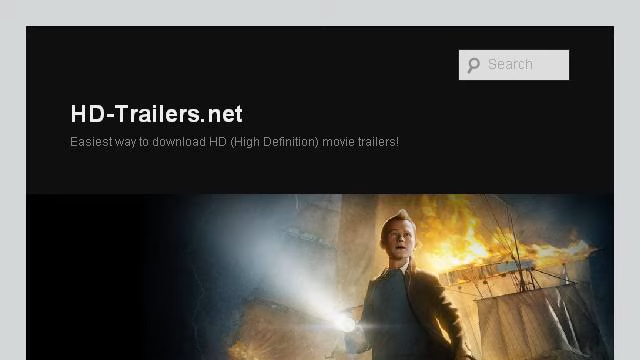 Search
HD-Trailers.net
Easiest way to download HD (High Definition) movie trailers!